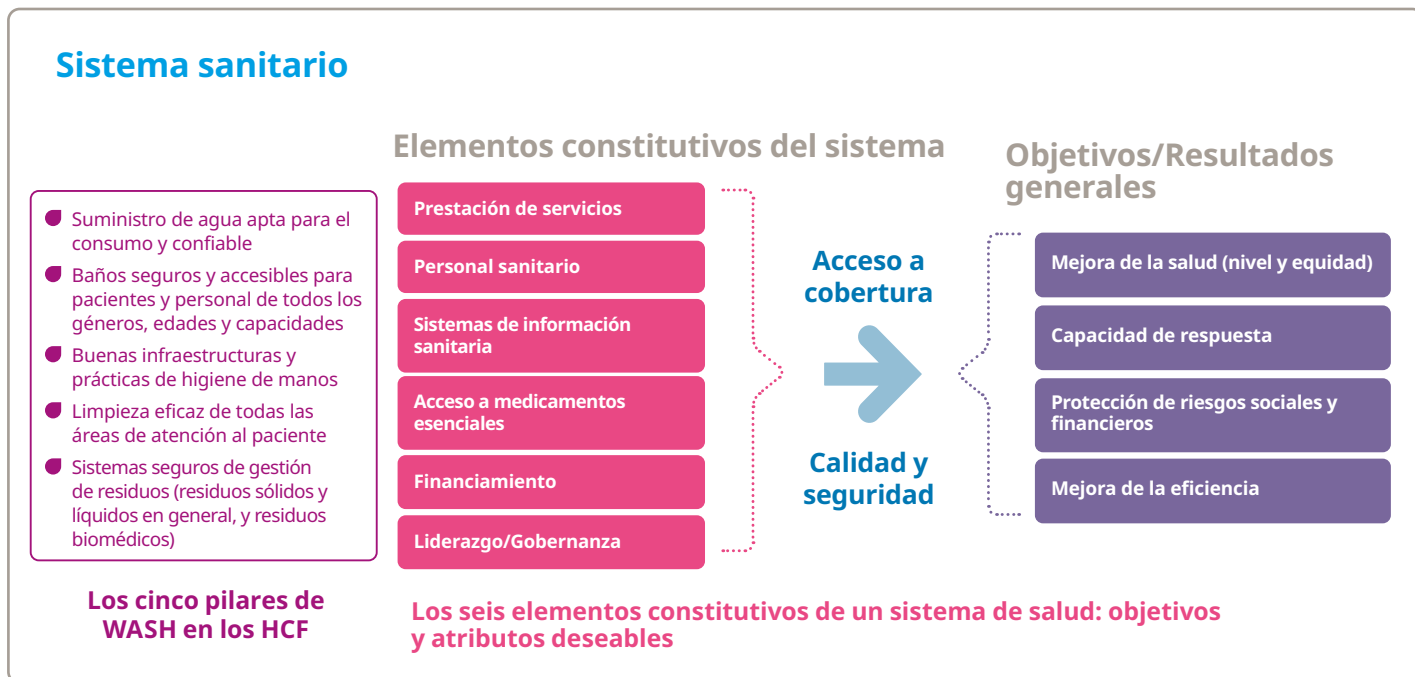 Sistema sanitario
Elementos constitutivos del sistema
Objetivos/Resultados
generales
Suministro de agua apta para el
consumo y confiable
Baños seguros y accesibles para
pacientes y personal de todos los
géneros, edades y capacidades
Buenas infraestructuras y
prácticas de higiene de manos
Limpieza eficaz de todas las
áreas de atención al paciente
Sistemas seguros de gestión
de residuos (residuos sólidos y
líquidos en general, y residuos
biomédicos)
Los cinco pilares de
WASH en los HCF
Prestación de servicios
Personal sanitario
Sistemas de información
sanitaria
Acceso a medicamentos
esenciales
Financiamiento
Liderazgo/Gobernanza
Acceso a
cobertura
Calidad y
seguridad
Mejora de la salud (nivel y equidad)
Capacidad de respuesta
Protección de riesgos sociales y
financieros
Mejora de la eficiencia
Los seis elementos constitutivos de un sistema de salud: objetivos
y atributos deseables